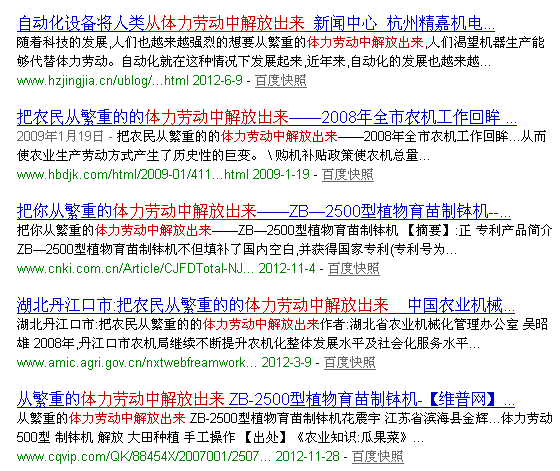 自动化设备将人类从体力劳动中解放出来 新闻中心 杭州精嘉机电...
随着科技的发展,人们也越来越强烈的想要从繁重的体力劳动中解放出来,人们渴望机器生产能
够代替体力劳动。自动化就在这种情况下发展起来,近年来,自动化的发展也越来越...
www.hzjingjia.cn/ublog/...html 2012-6-9 - 百度快照
把农民从繁重的的体力劳动中解放出来——2008年全市农机工作回眸 ...
2009年1月19日 - 把农民从繁重的的体力劳动中解放出来——2008年全市农机工作回眸...从而
使农业生产劳动方式产生了历史性的巨变。 \ 购机补贴政策使农机总量...
www.hbdjk.com/html/2009-01/411...html 2009-1-19 - 百度快照
把你从繁重的体力劳动中解放出来——ZB—2500型植物育苗制钵机--...
把你从繁重的体力劳动中解放出来——ZB—2500型植物育苗制钵机 【摘要】:正 专利产品简介
ZB—2500型植物育苗制钵机不但填补了国内空白,并获得国家专利(专利号为...
www.cnki.com.cn/Article/CJFDTotal-NJ... 2012-11-4 - 百度快照
湖北丹江口市:把农民从繁重的的体力劳动中解放出来 中国农业机械...
湖北丹江口市:把农民从繁重的的体力劳动中解放出来作者:湖北省农业机械化管理办公室 吴昭
雄 2008年,丹江口市农机局继续不断提升农机化整体发展水平及社会化服务水平...
www.amic.agri.gov.cn/nxtwebfreamwork... 2012-3-9 - 百度快照
从繁重的体力劳动中解放出来 ZB-2500型植物育苗制钵机-【维普网】...
从繁重的体力劳动中解放出来 ZB-2500型植物育苗制钵机花震宇 江苏省滨海县金辉...体力劳动
500型 制钵机 解放 大田种植 手工操作 【出处】《农业知识:瓜果菜》...
www.cqvip.com/QK/88454X/2007001/2507... 2012-11-28 - 百度快照